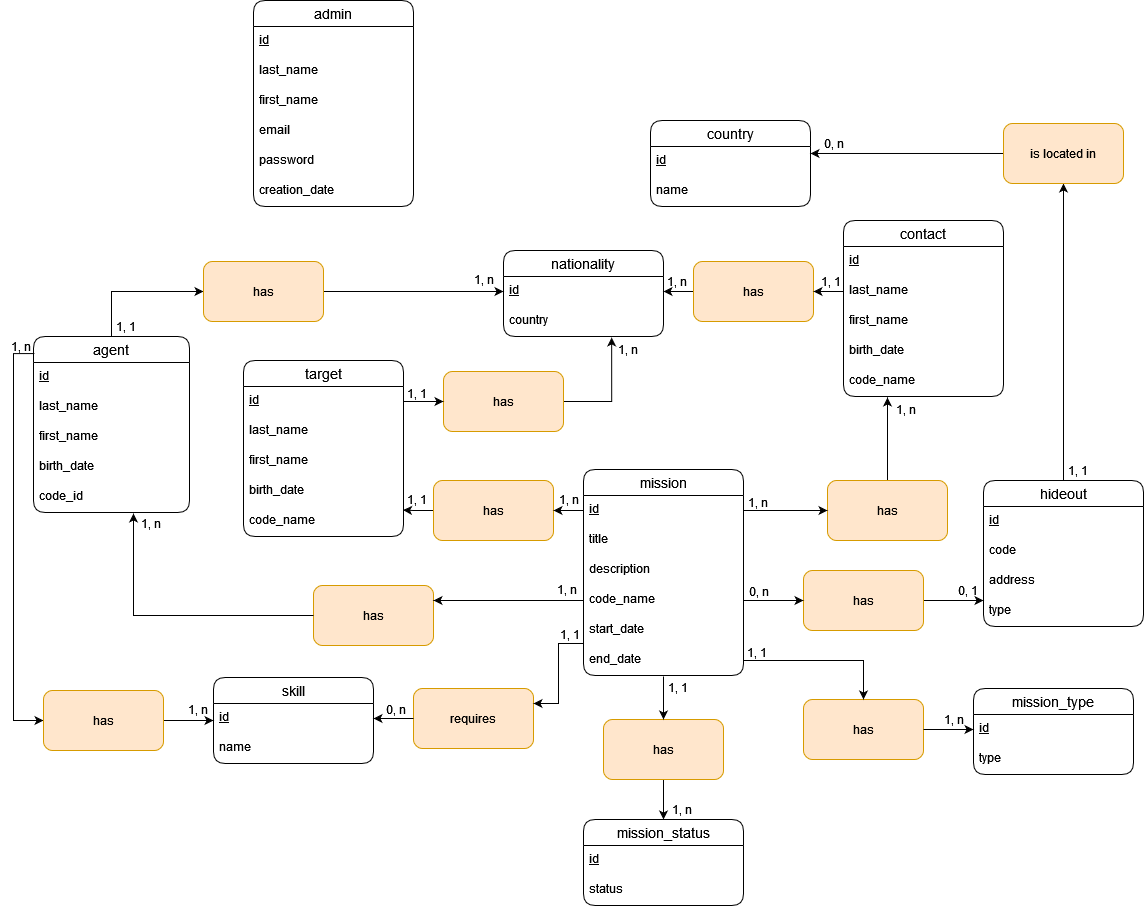 admin
id
last_name
first_name
email
password
creation_date
country
id
name
0, n
is located in
contact
id
last_name
first_name
birth_date
code_name
nationality
id
country
has
1, n
1, n
has
1, 1
1, 1
1, n
agent
id
last_name
first_name
birth_date
code_id
1, n
target
id
last_name
first_name
birth_date
code_name
1, 1
has
1, n
1, n
1, 1
has
1, n
mission
id
title
description
code_name
start_date
end_date
1, n
has
1, 1
hideout
id
code
address
type
0, n
has
0, 1
has
1, n
1, 1
1, 1
has
1, n
mission_type
id
type
has
1, n
skill
id
name
0, n
requires
1, 1
has
1, n
mission_status
id
status